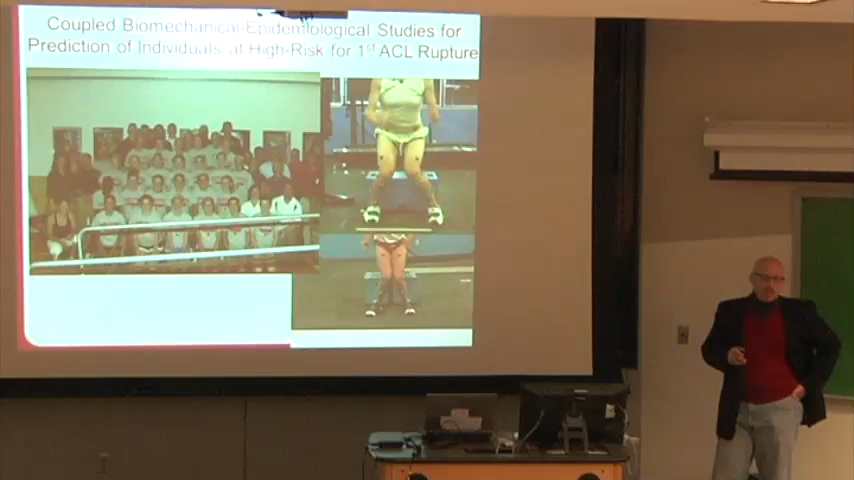 Coupled Biomechanical-Epidemiological Studies for
Prediction of Individuals at High-Risk for 1st ACL Rupture